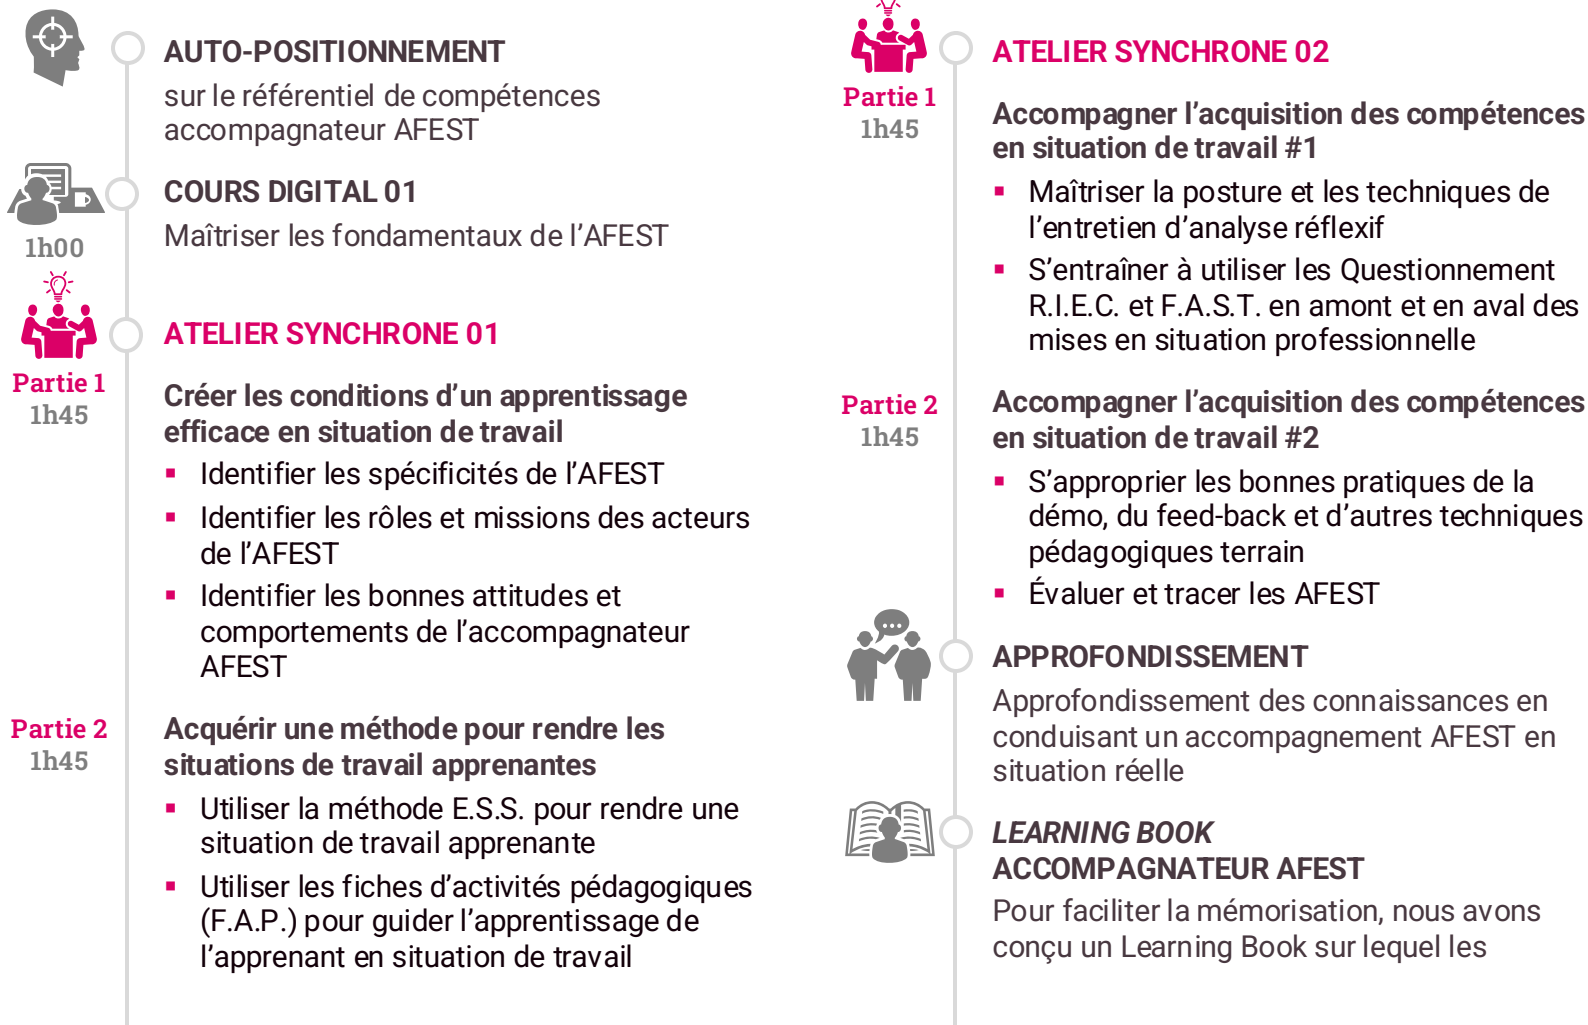 AUTO-POSITIONNEMENT
sur le référentiel de compétences
accompagnateur AFEST
COURS DIGITAL 01
Maîtriser les fondamentaux de l’AFEST
1h00
ATELIER SYNCHRONE 01
Partie 1
1h45
Créer les conditions d’un apprentissage
efficace en situation de travail
▪ Identifier les spécificités de l’AFEST
▪ Identifier les rôles et missions des acteurs
de l’AFEST
▪ Identifier les bonnes attitudes et
comportements de l’accompagnateur
AFEST
Partie 2
1h45
Acquérir une méthode pour rendre les
situations de travail apprenantes
▪ Utiliser la méthode E.S.S. pour rendre une
situation de travail apprenante
▪ Utiliser les fiches d’activités pédagogiques
(F.A.P.) pour guider l’apprentissage de
l’apprenant en situation de travail
ATELIER SYNCHRONE 02
Partie 1
1h45
Accompagner l’acquisition des compétences
en situation de travail #1
▪ Maîtriser la posture et les techniques de
l’entretien d’analyse réflexif
▪ S’entraîner à utiliser les Questionnement
R.I.E.C. et F.A.S.T. en amont et en aval des
mises en situation professionnelle
Partie 2
1h45
Accompagner l’acquisition des compétences
en situation de travail #2
▪ S’approprier les bonnes pratiques de la
démo, du feed-back et d’autres techniques
pédagogiques terrain
▪ Évaluer et tracer les AFEST
APPROFONDISSEMENT
Approfondissement des connaissances en
conduisant un accompagnement AFEST en
situation réelle
LEARNING BOOK
ACCOMPAGNATEUR AFEST
Pour faciliter la mémorisation, nous avons
conçu un Learning Book sur lequel les